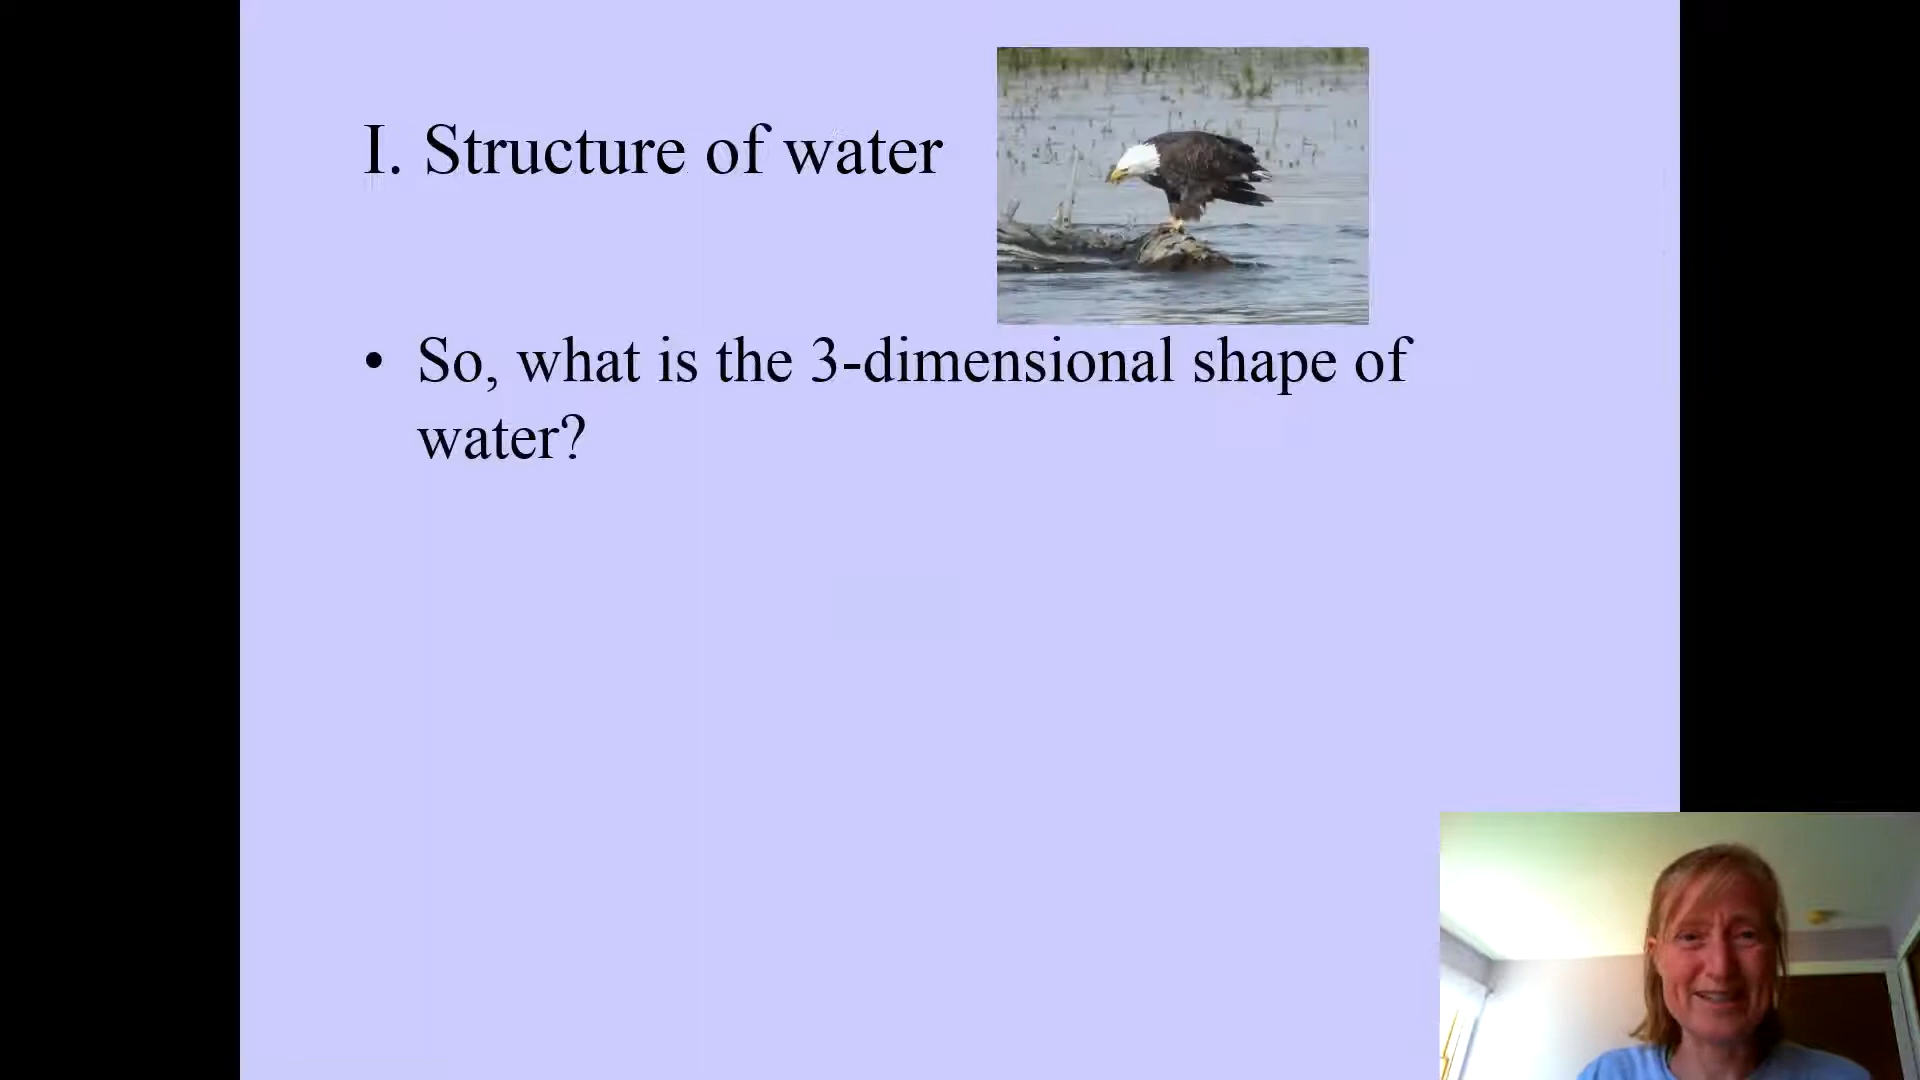 I. Structure of water
• So, what is the 3-dimensional shape of
water?